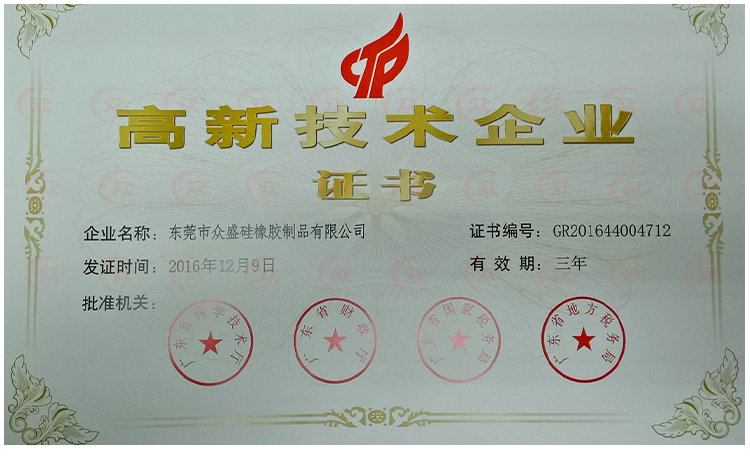 高新技术企业
证书
企业名称：东莞市众盛硅橡胶制品有限公司
证书编号：GR201644004712
发证时间：2016年12月9日
有效期：三年
批准机关：
广东省科学技术厅
广东省财政厅
广东省国家税务局
广东省地方税务局